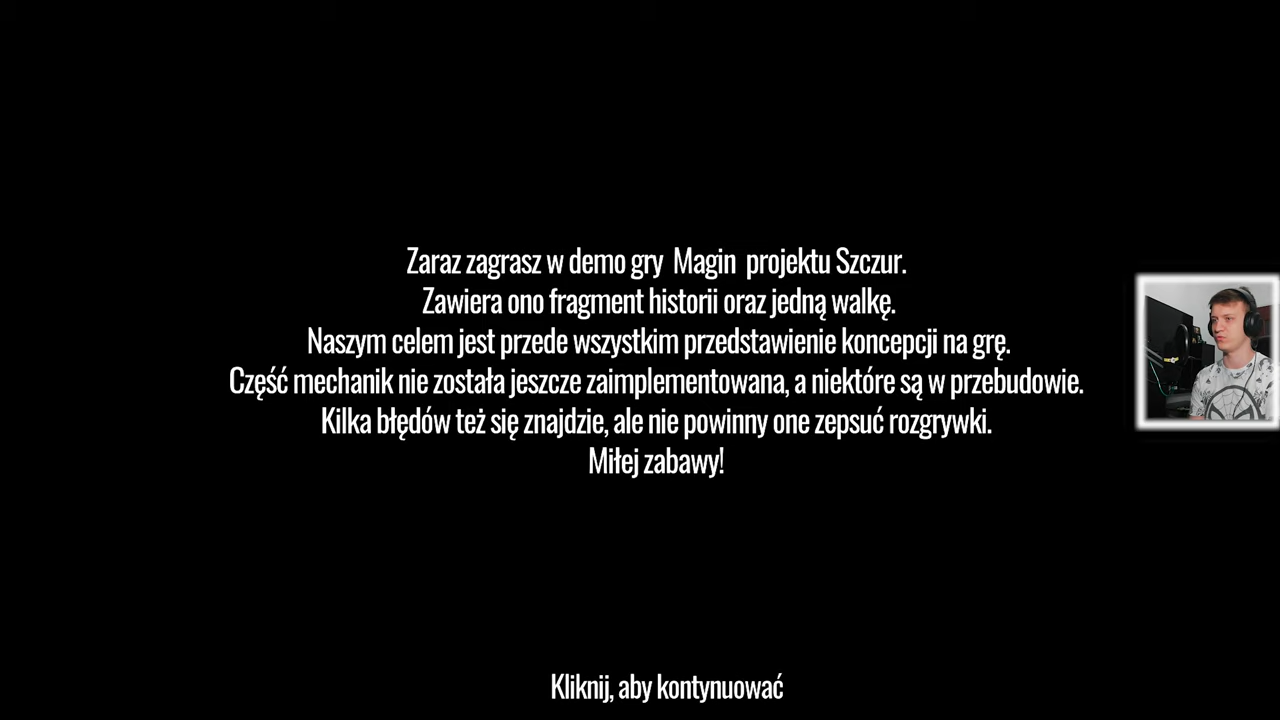 Zaraz zagrasz w demo gry Magin projektu Szczur.
Zawiera ono fragment historii oraz jedną walkę.
Naszym celem jest przede wszystkim przedstawienie koncepcji na grę.
Część mechanik nie została jeszcze zaimplementowana, a niektóre są w przebudowie.
Kilka błędów też się znajdzie, ale nie powinny one zepsuć rozgrywki.
Miłej zabawy!
Kliknij, aby kontynuować